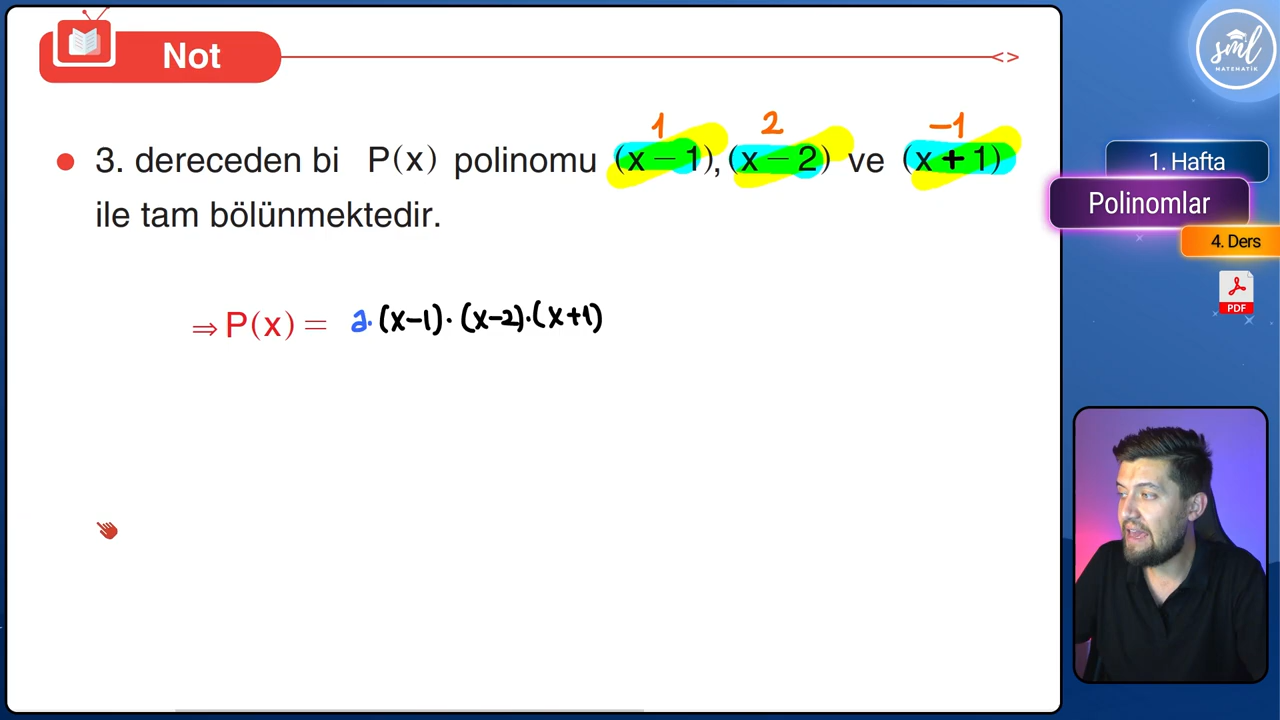 Not
<>
1 2 −1
• 3. dereceden bi P(x) polinomu (x − 1), (x − 2) ve (x + 1)
ile tam bölünmektedir.
⇒ P(x) = a·(x−1)·(x−2)·(x+1)
sml
MATEMATİK
1. Hafta
Polinomlar
4. Ders
PDF